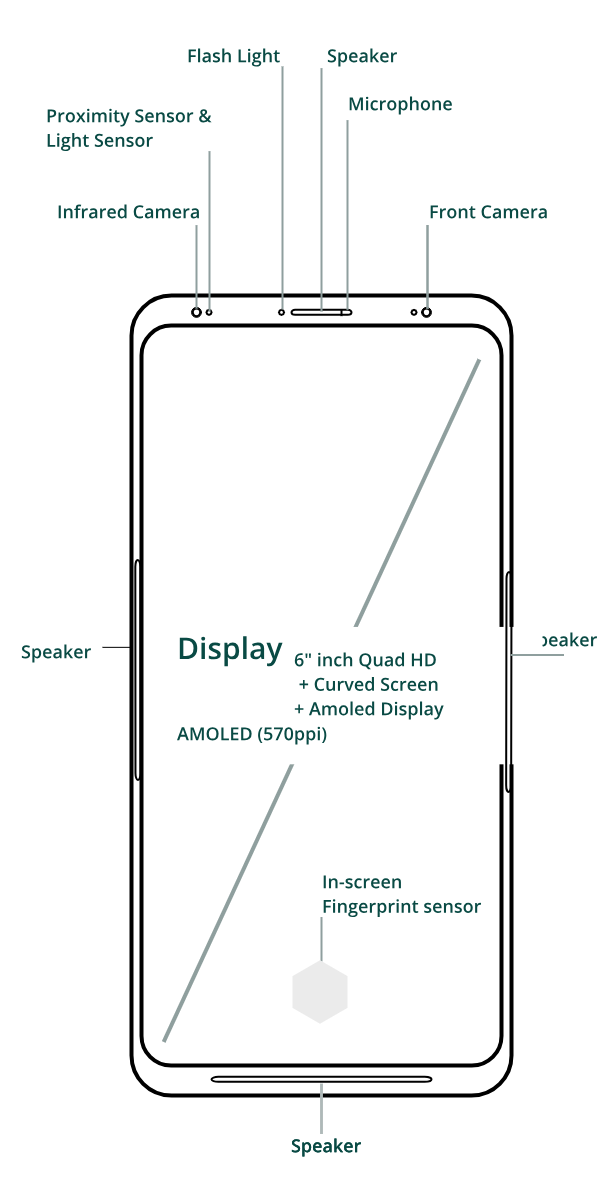 Flash Light
Speaker
Microphone
Proximity Sensor &
Light Sensor
Infrared Camera
Front Camera
Display
6" inch Quad HD
+ Curved Screen
+ Amoled Display
AMOLED (570ppi)
Speaker
peaker
In-screen
Fingerprint sensor
Speaker